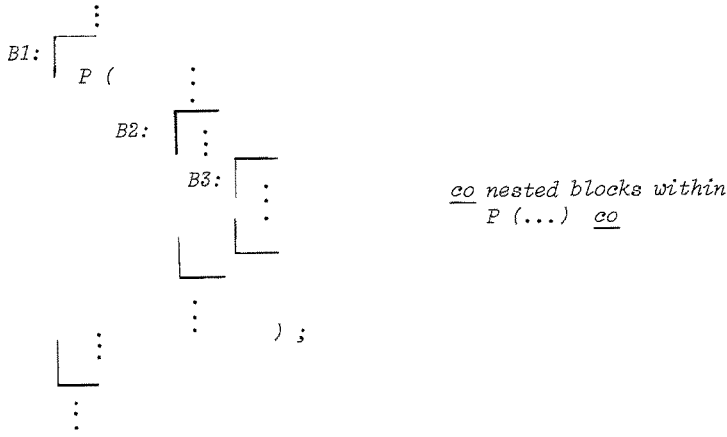 B1:
P (
B2:
B3:
co nested blocks within
P (...) co
) ;